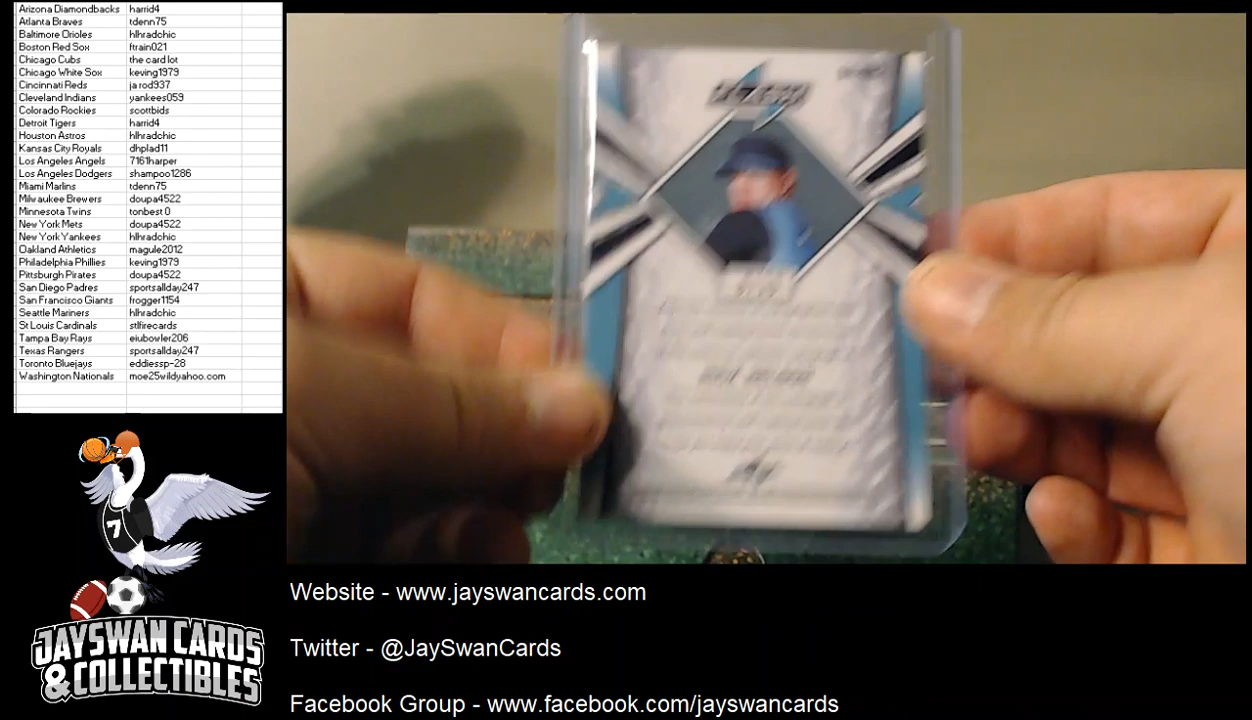 Arizona Diamondbacks harrid4
Atlanta Braves tdenn75
Baltimore Orioles hlhradchic
Boston Red Sox ftrain021
Chicago Cubs the card lot
Chicago White Sox keving1979
Cincinnati Reds ja rod937
Cleveland Indians yankees059
Colorado Rockies scottbids
Detroit Tigers harrid4
Houston Astros hlhradchic
Kansas City Royals dhplad11
Los Angeles Angels 7161harper
Los Angeles Dodgers shampoo1286
Miami Marlins tdenn75
Milwaukee Brewers doupa4522
Minnesota Twins tonbest 0
New York Mets doupa4522
New York Yankees hlhradchic
Oakland Athletics magule2012
Philadelphia Phillies keving1979
Pittsburgh Pirates doupa4522
San Diego Padres sportsallday247
San Francisco Giants frogger1154
Seattle Mariners hlhradchic
St Louis Cardinals stlfirecards
Tampa Bay Rays eiubowler206
Texas Rangers sportsallday247
Toronto Bluejays eddiessp-28
Washington Nationals moe25wildyahoo.com
7
JAYSWAN CARDS
& COLLECTIBLES
Website - www.jayswancards.com
Twitter - @JaySwanCards
Facebook Group - www.facebook.com/jayswancards